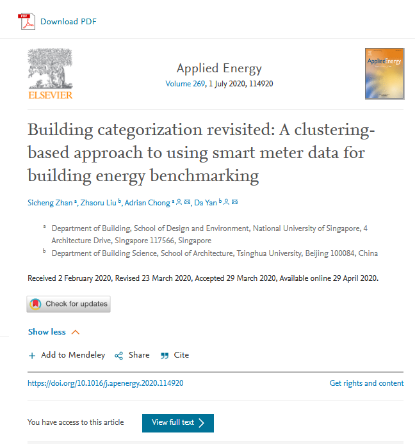 Download PDF
ELSEVIER
Applied Energy
Volume 269, 1 July 2020, 114920
AppliedEnergy
Building categorization revisited: A clustering-
based approach to using smart meter data for
building energy benchmarking
Sicheng Zhan ᵃ, Zhaoru Liu ᵇ, Adrian Chong ᵃ, Da Yan ᵇ
ᵃ Department of Building, School of Design and Environment, National University of Singapore, 4
Architecture Drive, Singapore 117566, Singapore
ᵇ Department of Building Science, School of Architecture, Tsinghua University, Beijing 100084, China
Received 2 February 2020, Revised 23 March 2020, Accepted 29 March 2020, Available online 29 April 2020.
Check for updates
Show less
+ Add to Mendeley Share Cite
https://doi.org/10.1016/j.apenergy.2020.114920 Get rights and content
You have access to this article View full text